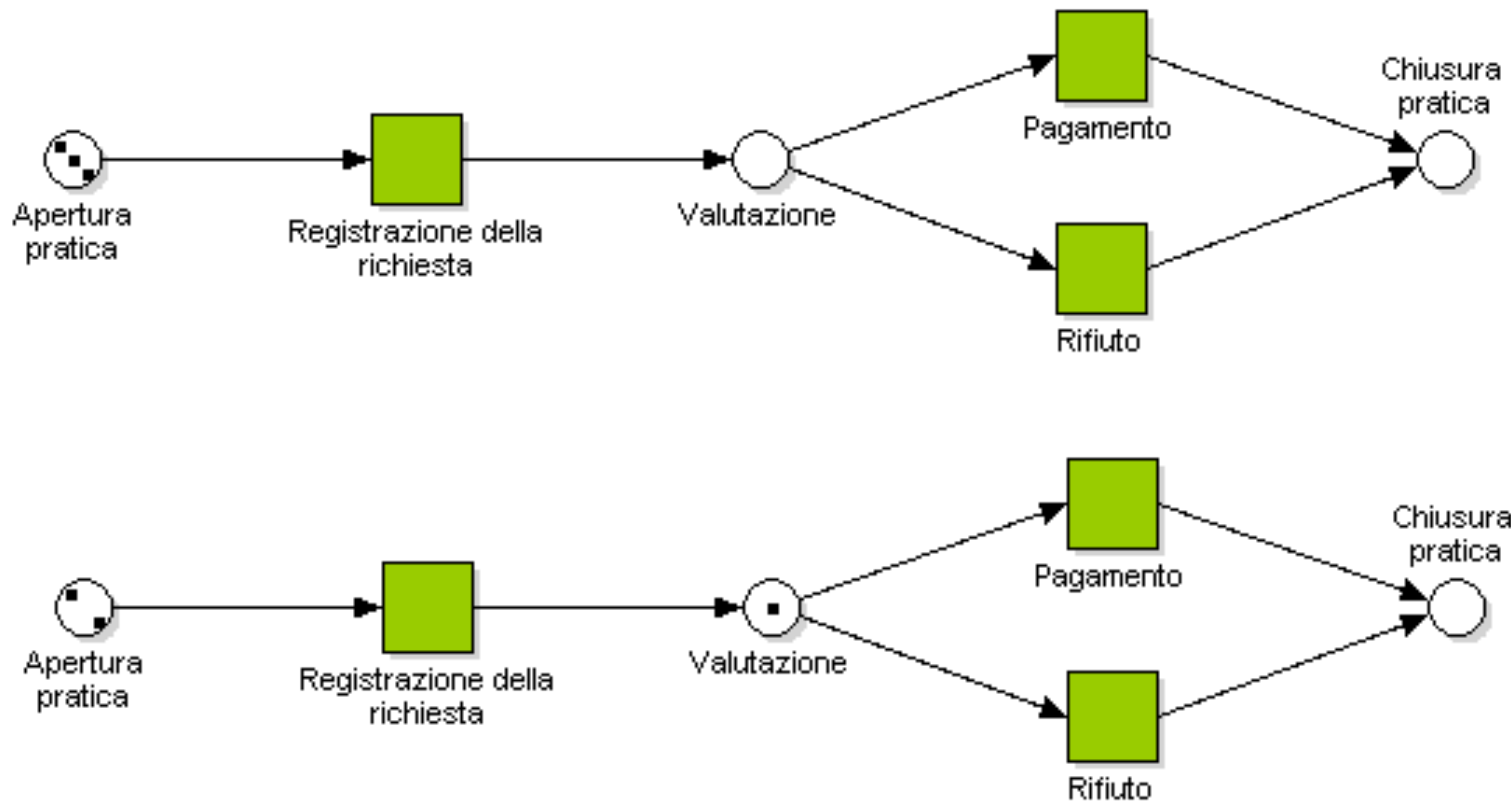 Pagamento
Chiusura
pratica
Apertura
pratica
Registrazione della
richiesta
Valutazione
Rifiuto
Pagamento
Chiusura
pratica
Apertura
pratica
Registrazione della
richiesta
Valutazione
Rifiuto